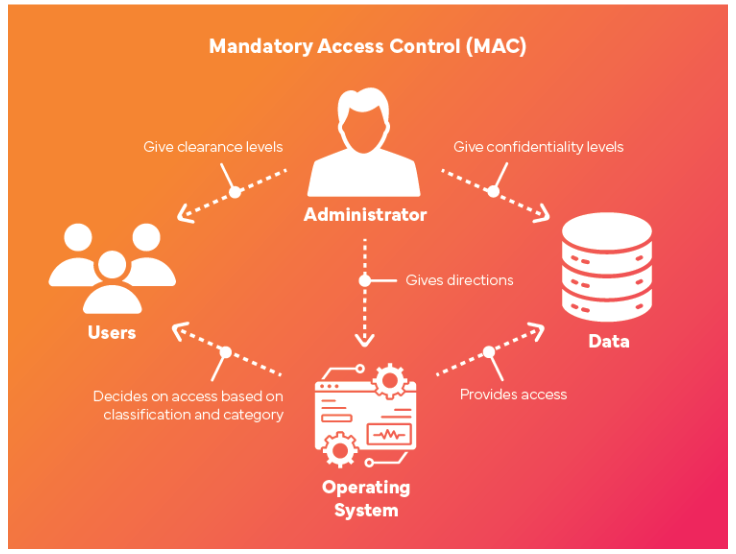 Mandatory Access Control (MAC)
Give clearance levels
Give confidentiality levels
Administrator
Gives directions
Users
Data
Decides on access based on
classification and category
Provides access
Operating
System